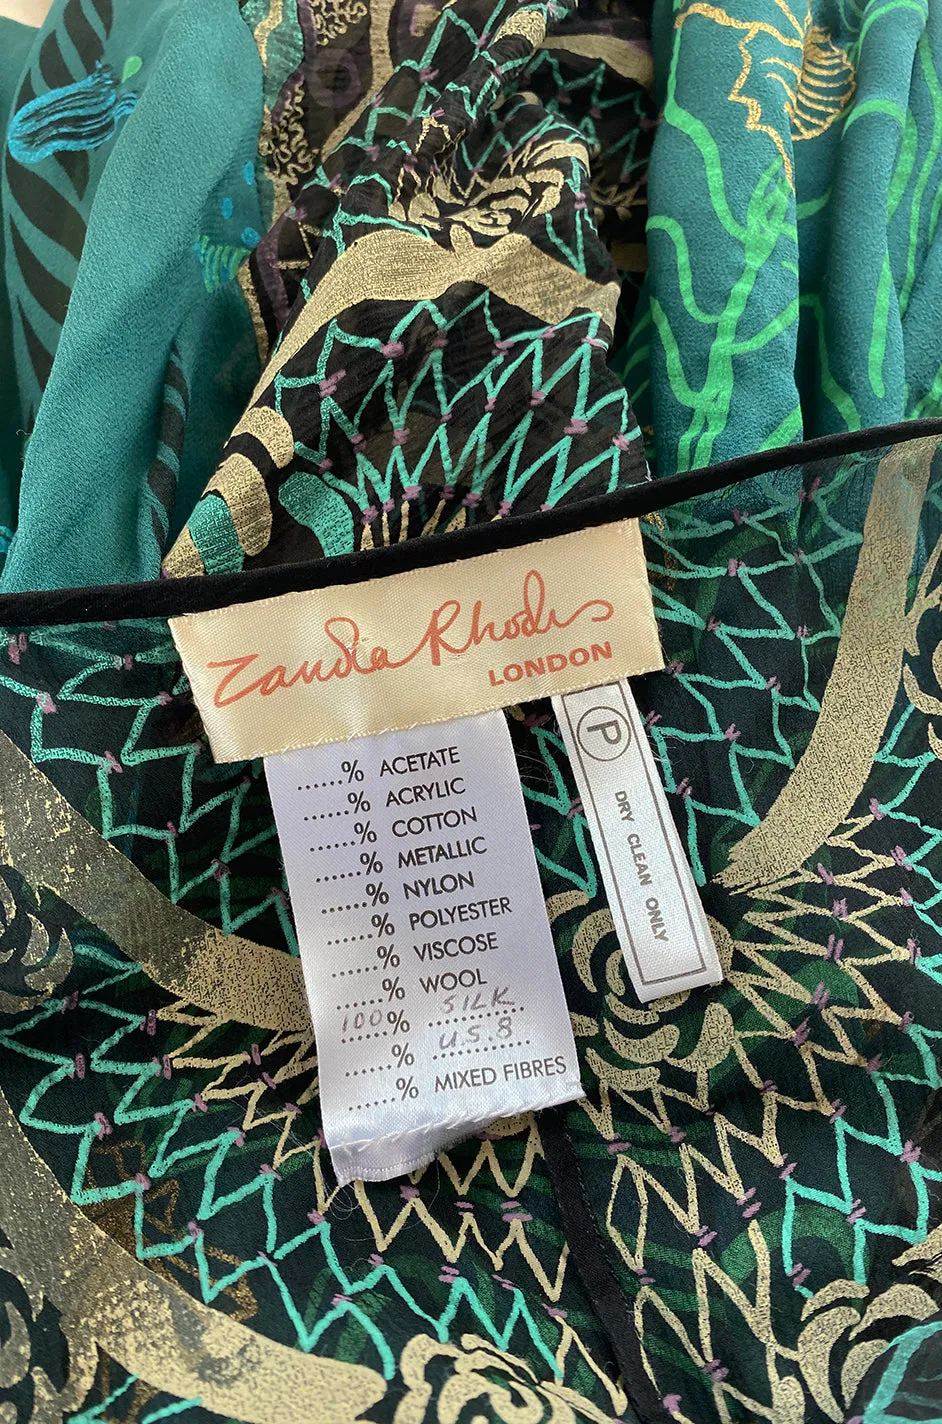 Zandra Rhodes
LONDON
P
DRY CLEAN ONLY
......% ACETATE
......% ACRYLIC
......% COTTON
......% METALLIC
......% NYLON
......% POLYESTER
......% VISCOSE
......% WOOL
100% SILK
......% U.S 8
......% MIXED FIBRES